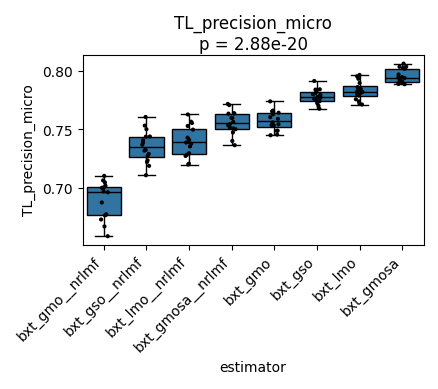 TL_precision_micro
p = 2.88e-20
TL_precision_micro
0.80
0.75
0.70
bxt_gmo__nrlmf
bxt_gso__nrlmf
bxt_lmo__nrlmf
bxt_gmosa__nrlmf
bxt_gmo
bxt_gso
bxt_lmo
bxt_gmosa
estimator